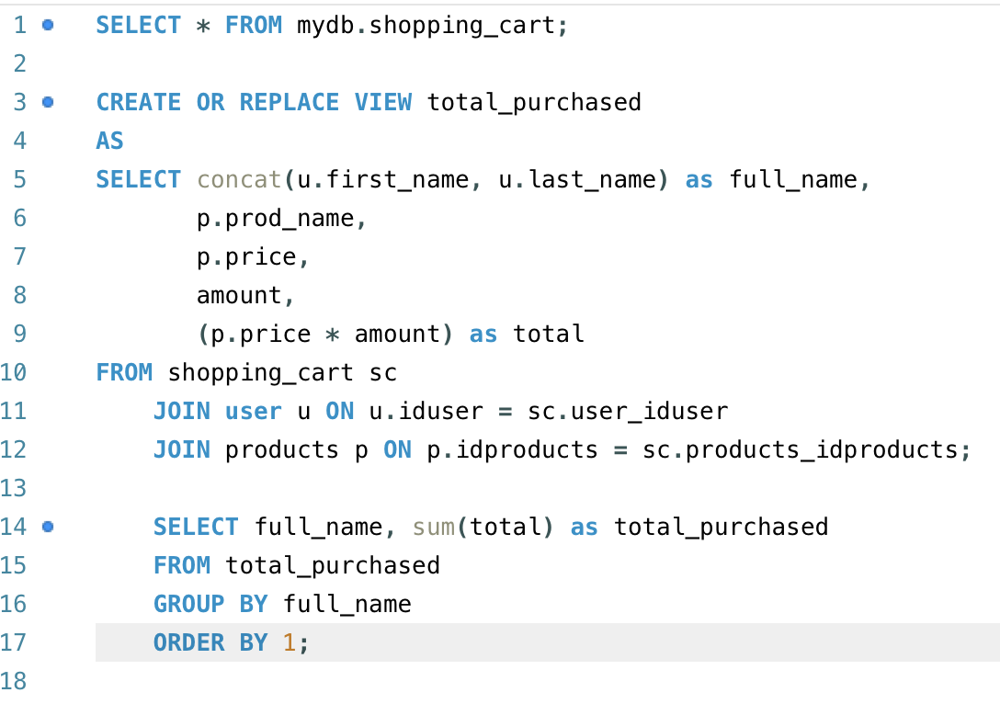 1 SELECT * FROM mydb.shopping_cart;
2
3 CREATE OR REPLACE VIEW total_purchased
4 AS
5 SELECT concat(u.first_name, u.last_name) as full_name,
6 p.prod_name,
7 p.price,
8 amount,
9 (p.price * amount) as total
10 FROM shopping_cart sc
11 JOIN user u ON u.iduser = sc.user_iduser
12 JOIN products p ON p.idproducts = sc.products_idproducts;
13
14 SELECT full_name, sum(total) as total_purchased
15 FROM total_purchased
16 GROUP BY full_name
17 ORDER BY 1;
18